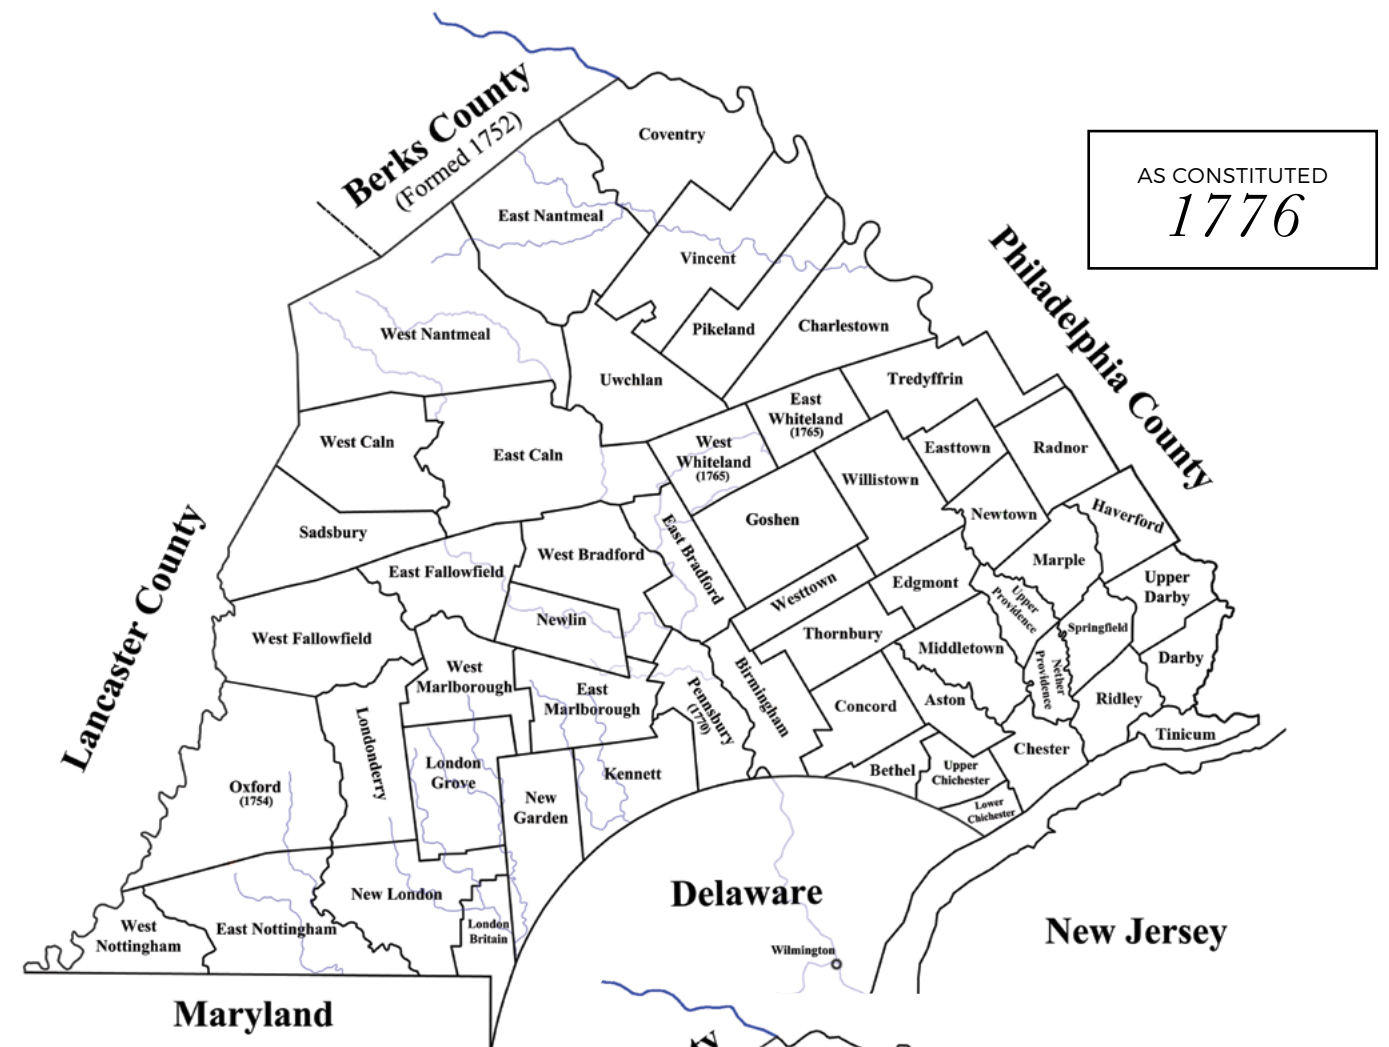 Berks County
(Formed 1752)
Coventry
AS CONSTITUTED
1776
East Nantmeal
Vincent
Philadelphia County
West Nantmeal
Pikeland
Charlestown
Uwchlan
Tredyffrin
East
Whiteland
(1765)
West Caln
East Caln
West
Whiteland
(1765)
Easttown
Radnor
Willistown
Goshen
Newtown
Haverford
Sadsbury
Lancaster County
West Bradford
East Bradford
Marple
East Fallowfield
Westtown
Edgmont
Upper
Providence
Upper
Darby
Newlin
Springfield
West Fallowfield
Thornbury
Middletown
Darby
West
Marlborough
East
Marlborough
Pennsbury
(1770)
Birmingham
Concord
Aston
Nether
Providence
Ridley
Londonderry
Tinicum
Chester
London
Grove
Kennett
Bethel
Upper
Chichester
Oxford
(1754)
New
Garden
Lower
Chichester
New London
Delaware
West
Nottingham
East Nottingham
London
Britain
New Jersey
Wilmington
Maryland
ty